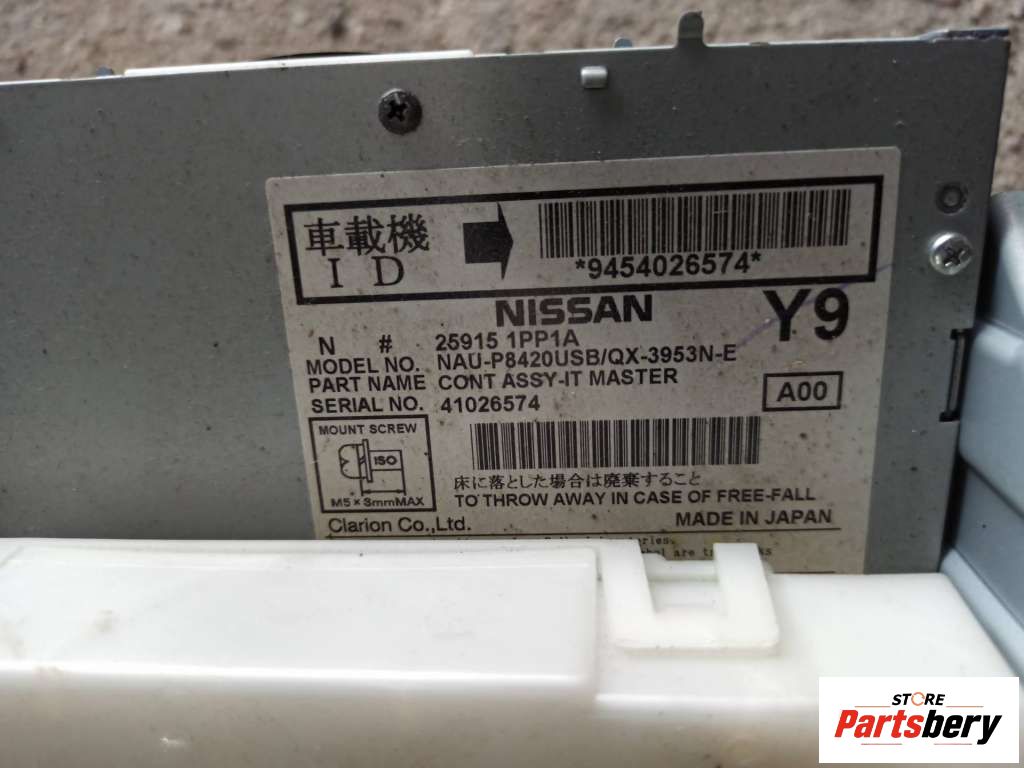 車載機
I D
*9454026574*
NISSAN
Y9
N # 25915 1PP1A
MODEL NO. NAU-P8420USB/QX-3953N-E
PART NAME CONT ASSY-IT MASTER
SERIAL NO. 41026574
A00
MOUNT SCREW
ISO
M5×8mmMAX
床に落とした場合は廃棄すること
TO THROW AWAY IN CASE OF FREE-FALL
Clarion Co.,Ltd.
MADE IN JAPAN
are
STORE
Partsbery